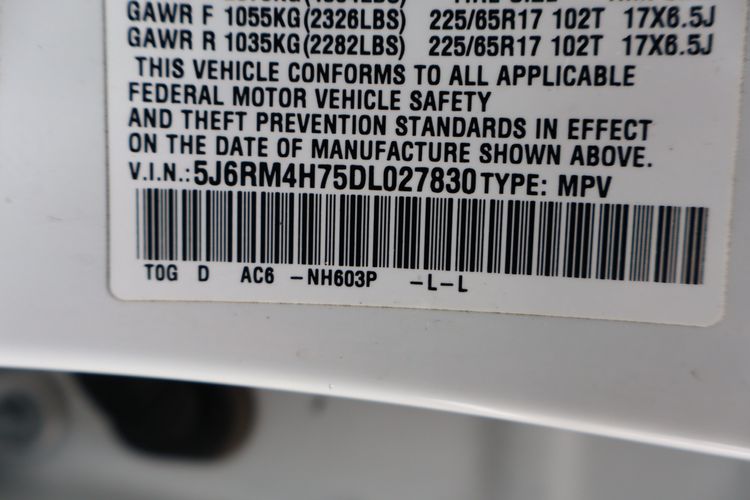 GAWR F 1055KG(2326LBS) 225/65R17 102T 17X6.5J
GAWR R 1035KG(2282LBS) 225/65R17 102T 17X6.5J
THIS VEHICLE CONFORMS TO ALL APPLICABLE
FEDERAL MOTOR VEHICLE SAFETY
AND THEFT PREVENTION STANDARDS IN EFFECT
ON THE DATE OF MANUFACTURE SHOWN ABOVE.
V.I.N.:5J6RM4H75DL027830 TYPE: MPV
TOG D AC6 -NH603P -L-L